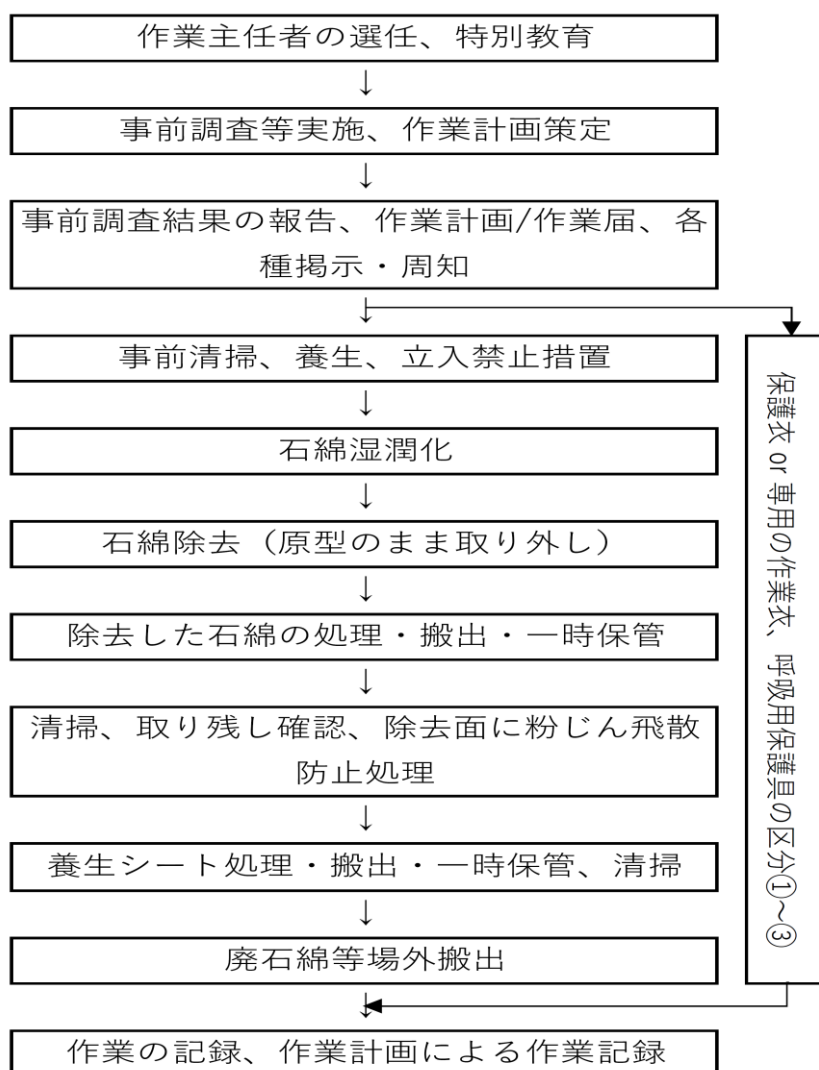 作業主任者の選任、特別教育
↓
事前調査等実施、作業計画策定
↓
事前調査結果の報告、作業計画/作業届、各
種掲示・周知
↓
事前清掃、養生、立入禁止措置
↓
石綿湿潤化
↓
石綿除去（原型のまま取り外し）
↓
除去した石綿の処理・搬出・一時保管
↓
清掃、取り残し確認、除去面に粉じん飛散
防止処理
↓
養生シート処理・搬出・一時保管、清掃
↓
廃石綿等場外搬出
↓
作業の記録、作業計画による作業記録
保護衣 or 専用の作業衣、呼吸用保護具の区分①～③